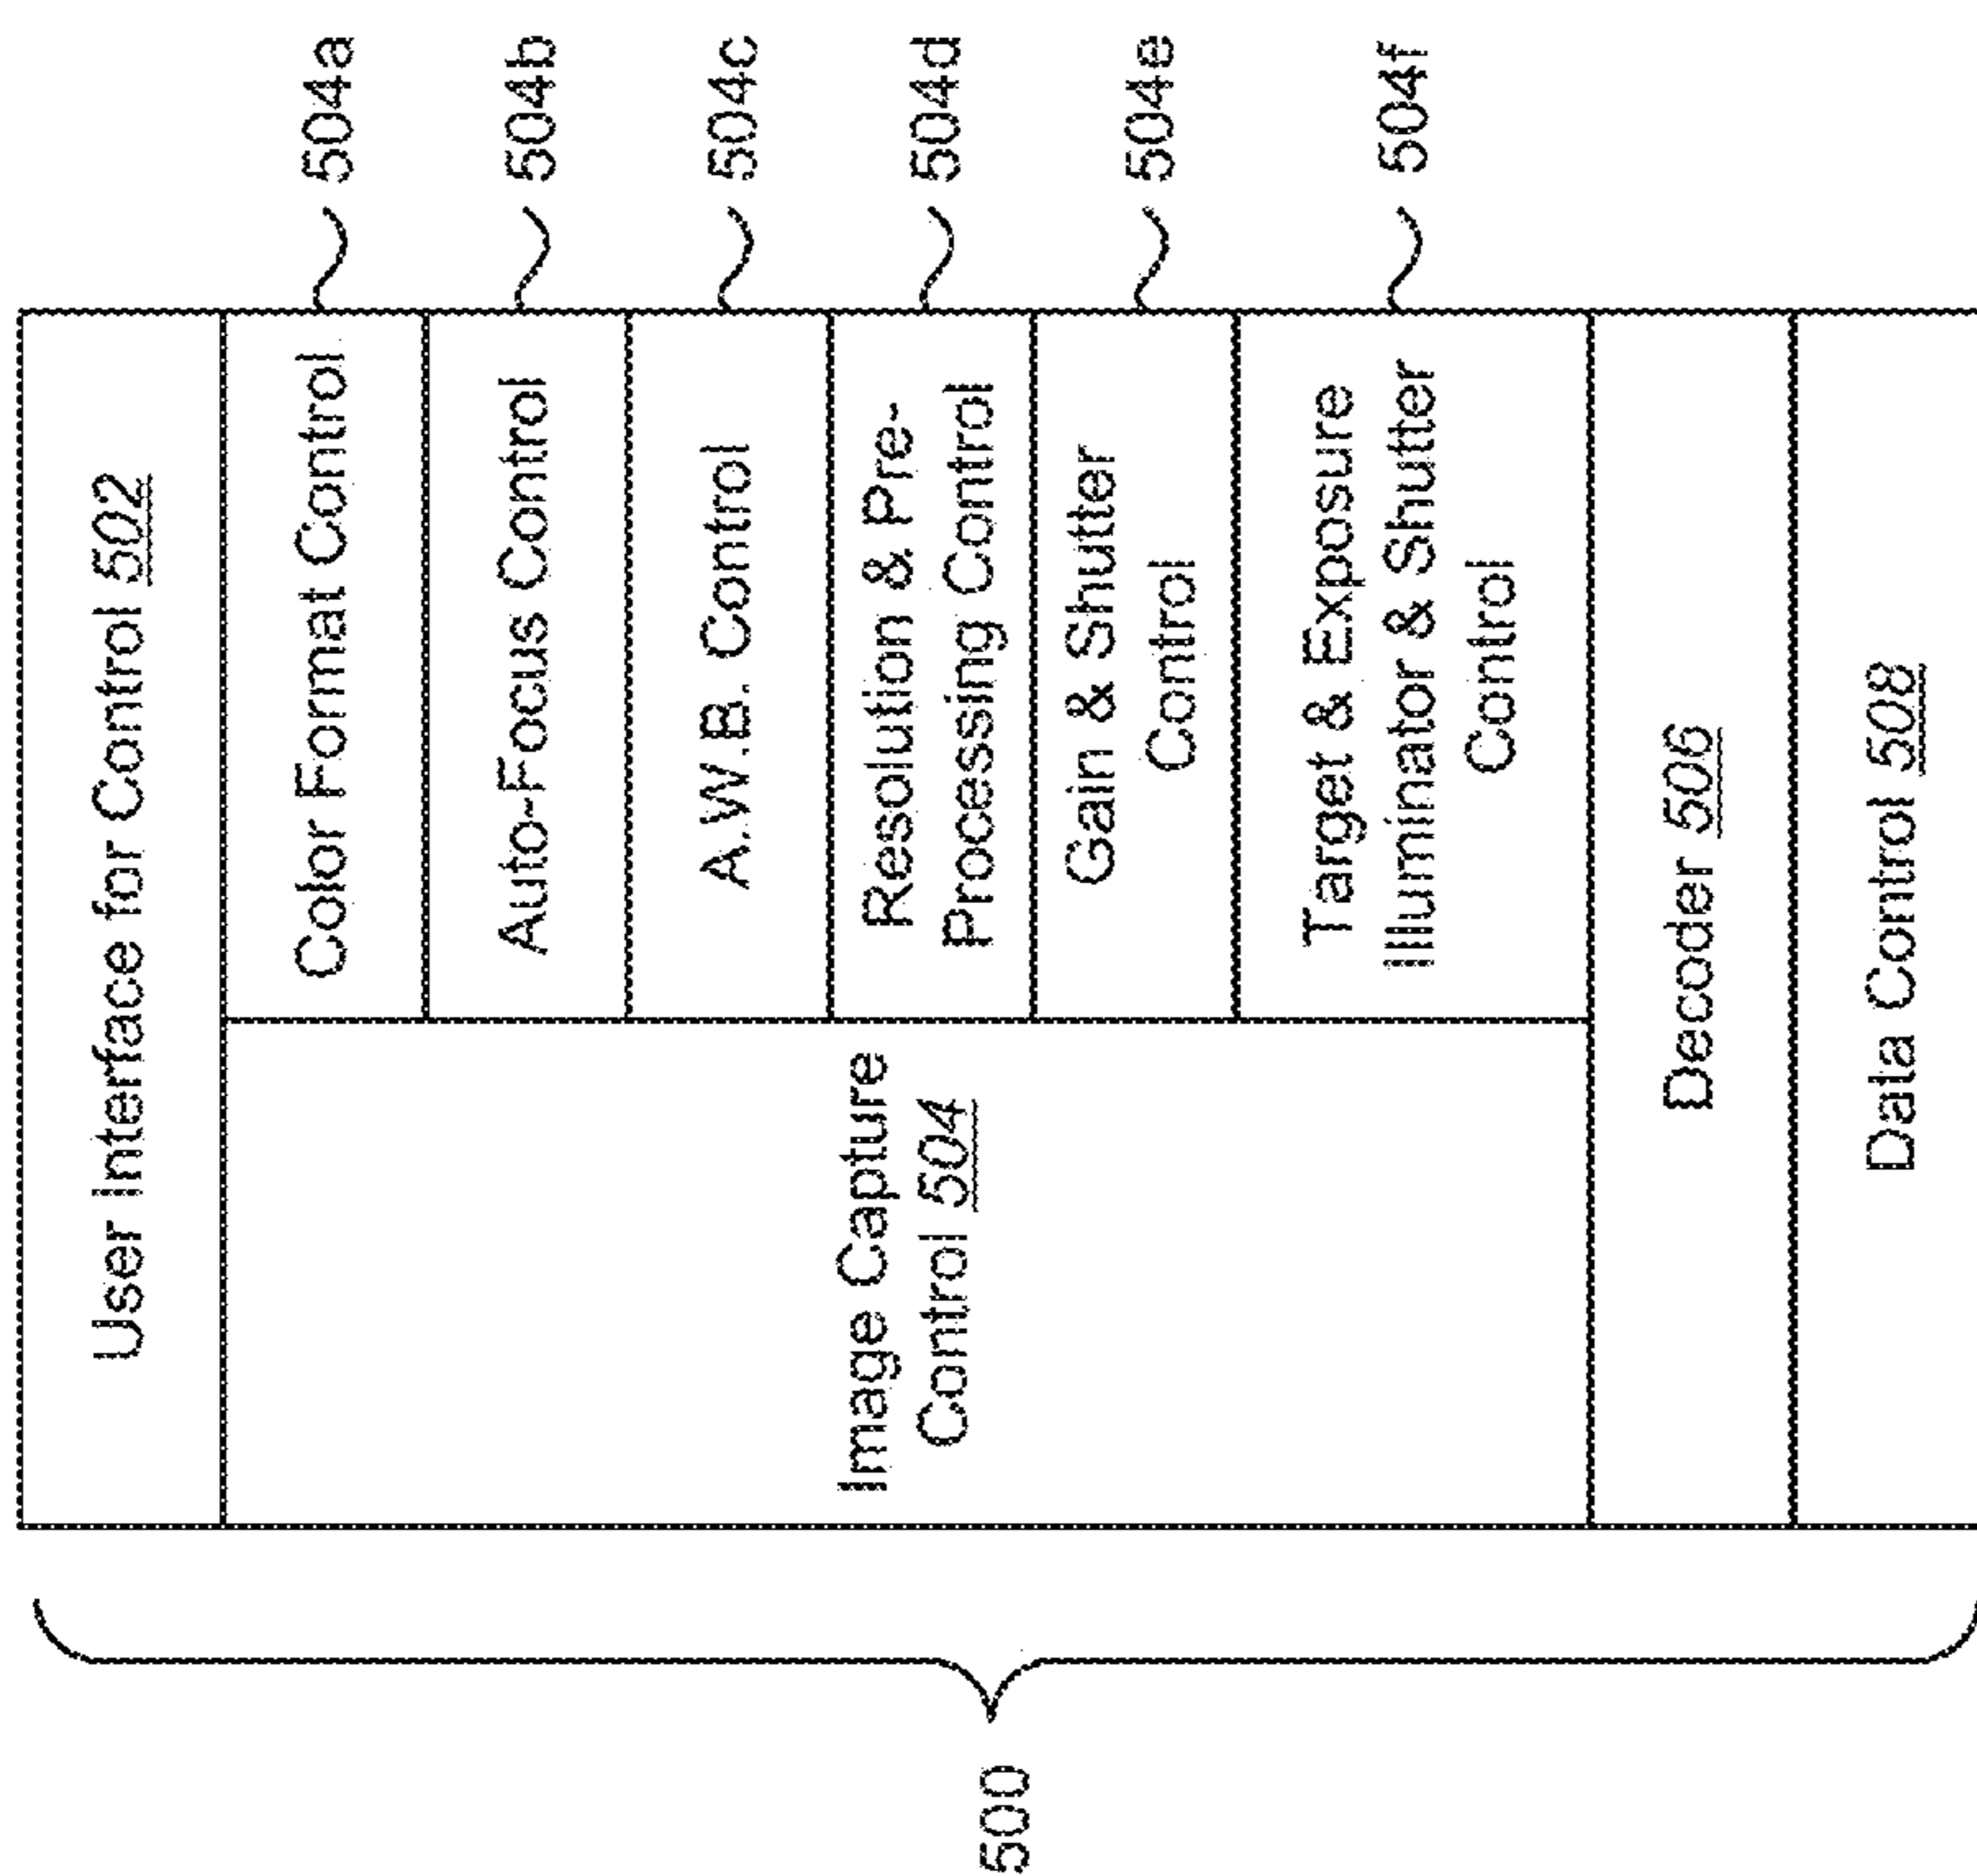 500
User Interface for Control 502
Image Capture
Control 504
Color Format Control
504a
Auto-Focus Control
504b
A.W.B. Control
504c
Resolution & Pre-
Processing Control
504d
Gain & Shutter
Control
504e
Target & Exposure
Illuminator & Shutter
Control
504f
Decoder 506
Data Control 508